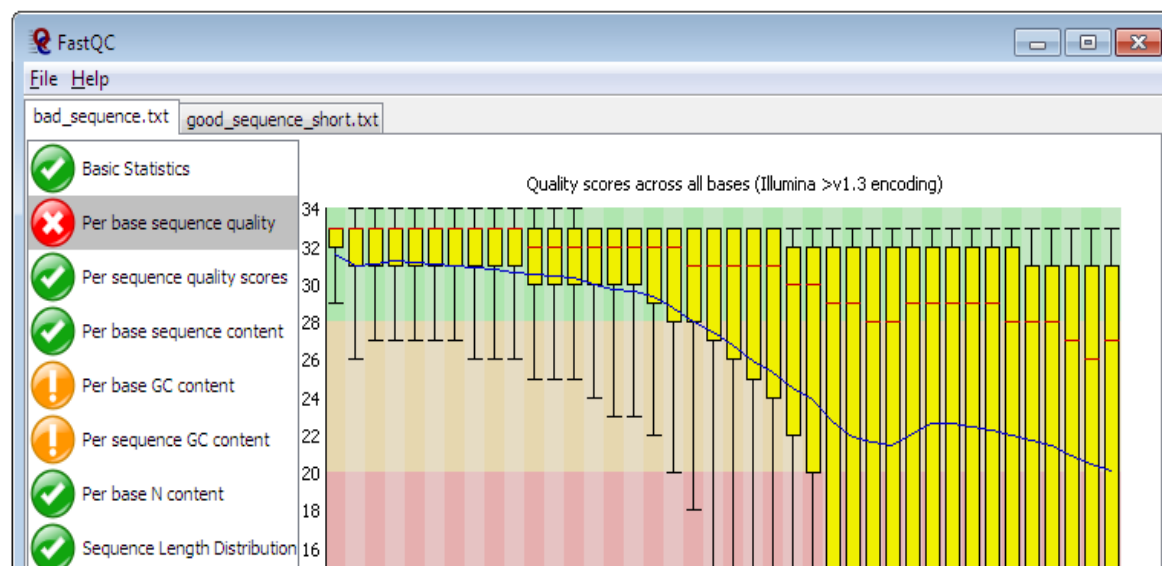 FastQC
File Help
bad_sequence.txt good_sequence_short.txt
Basic Statistics
Per base sequence quality
Per sequence quality scores
Per base sequence content
Per base GC content
Per sequence GC content
Per base N content
Sequence Length Distribution
Quality scores across all bases (Illumina >v1.3 encoding)
34
32
30
28
26
24
22
20
18
16